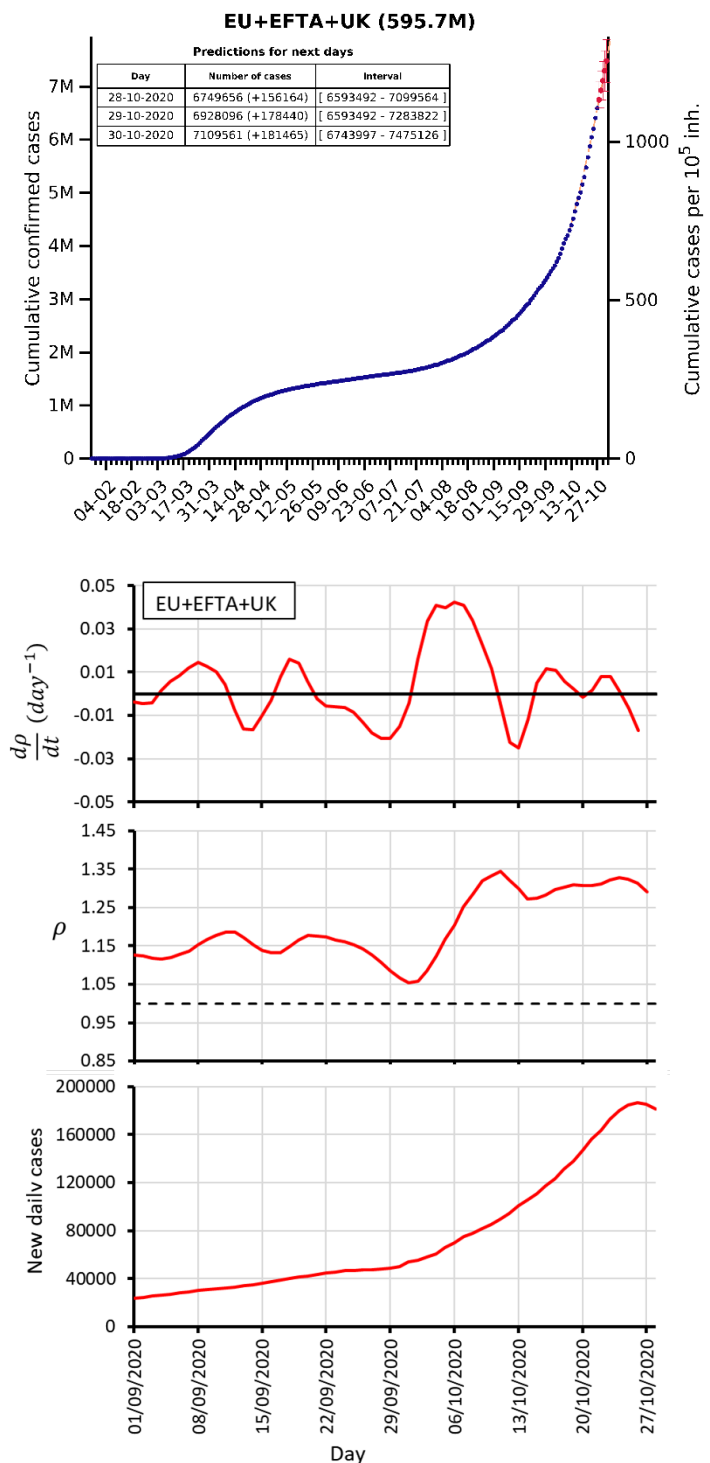 EU+EFTA+UK (595.7M)
Predictions for next days
Day Number of cases Interval
28-10-2020 6749656 (+156164) [ 6593492 - 7099564 ]
29-10-2020 6928096 (+178440) [ 6593492 - 7283822 ]
30-10-2020 7109561 (+181465) [ 6743997 - 7475126 ]
Cumulative confirmed cases
7M
6M
5M
4M
3M
2M
1M
0
Cumulative cases per 10⁵ inh.
1000
500
0
04-02 18-02 03-03 17-03 31-03 14-04 28-04 12-05 26-05 09-06 23-06 07-07 21-07 04-08 18-08 01-09 15-09 29-09 13-10 27-10
EU+EFTA+UK
dρ/dt (day⁻¹)
0.05
0.03
0.01
-0.01
-0.03
-0.05
ρ
1.45
1.35
1.25
1.15
1.05
0.95
0.85
New daily cases
200000
160000
120000
80000
40000
0
01/09/2020 08/09/2020 15/09/2020 22/09/2020 29/09/2020 06/10/2020 13/10/2020 20/10/2020 27/10/2020
Day